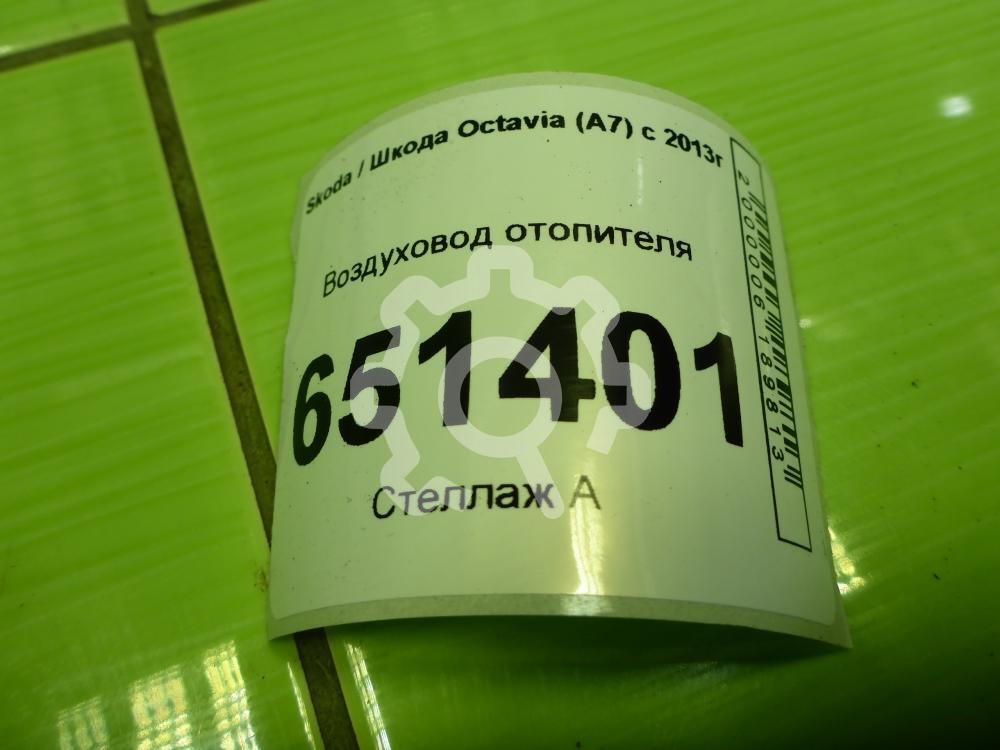 Skoda / Шкода Octavia (A7) с 2013г
Воздуховод отопителя
651401
Стеллаж А
2000006189813